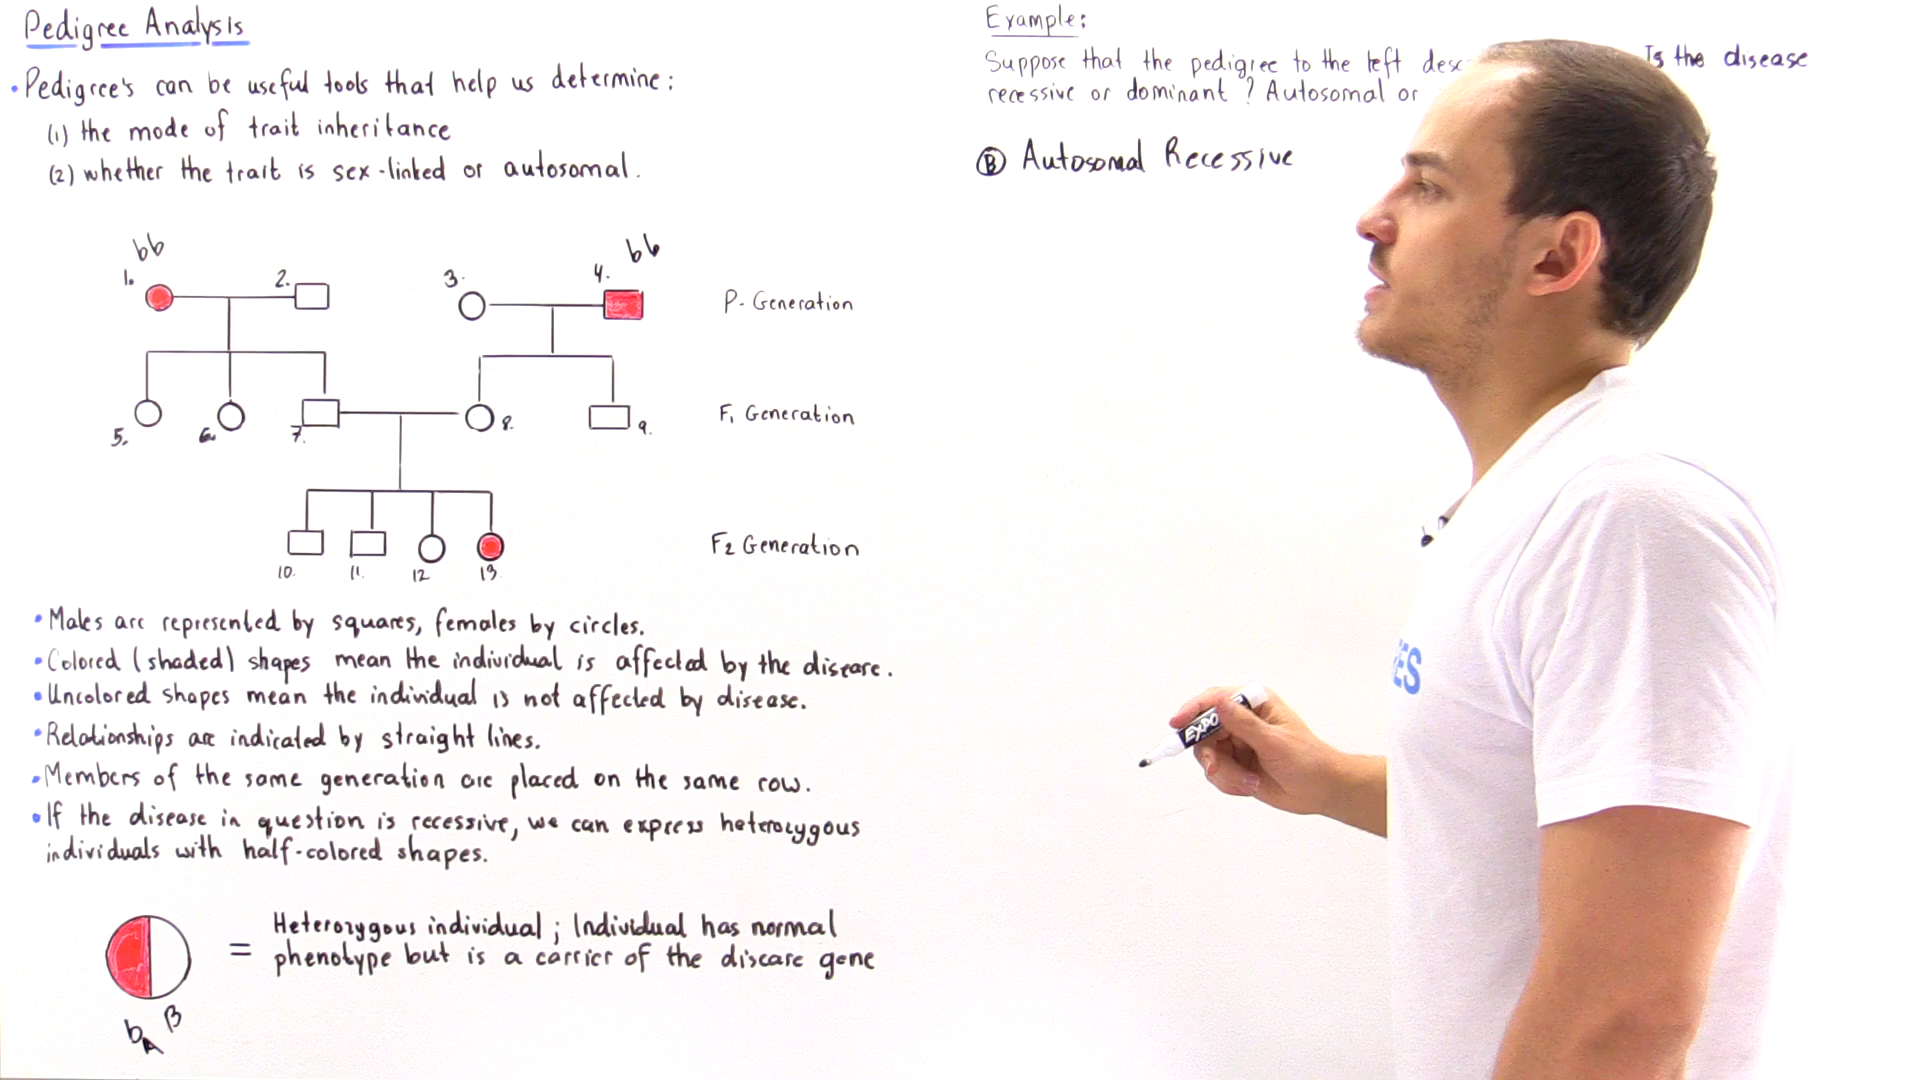 Pedigree Analysis
• Pedigree's can be useful tools that help us determine:
(1) the mode of trait inheritance
(2) whether the trait is sex-linked or autosomal.
bb
bb
1.
2.
3.
4.
P-Generation
5.
6.
7.
8.
9.
F1 Generation
10.
11.
12
13
F2 Generation
• Males are represented by squares, females by circles.
• Colored (shaded) shapes mean the individual is affected by the disease.
• Uncolored shapes mean the individual is not affected by disease.
• Relationships are indicated by straight lines.
• Members of the same generation are placed on the same row.
• If the disease in question is recessive, we can express heterozygous
individuals with half-colored shapes.
= Heterozygous individual; Individual has normal
phenotype but is a carrier of the disease gene
b B
A
Example:
Suppose that the pedigree to the left Is the disease
recessive or dominant? Autosomal or
Ⓑ Autosomal Recessive
EXPO